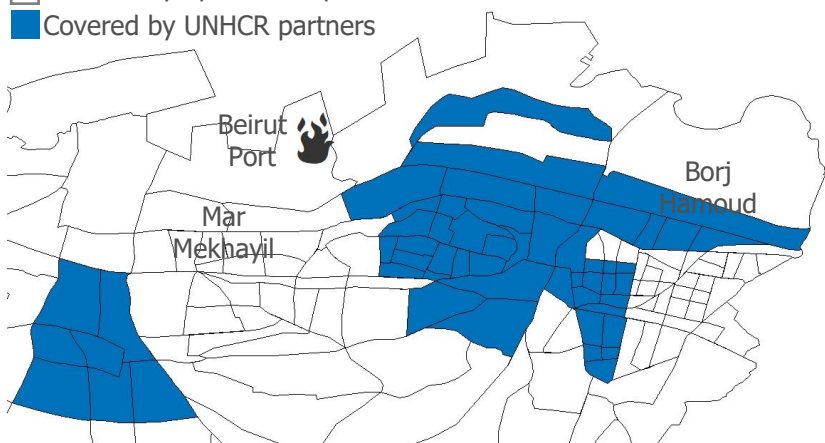 Covered by UNHCR partners
Beirut
Port
Borj
Hamoud
Mar
Mekhayil